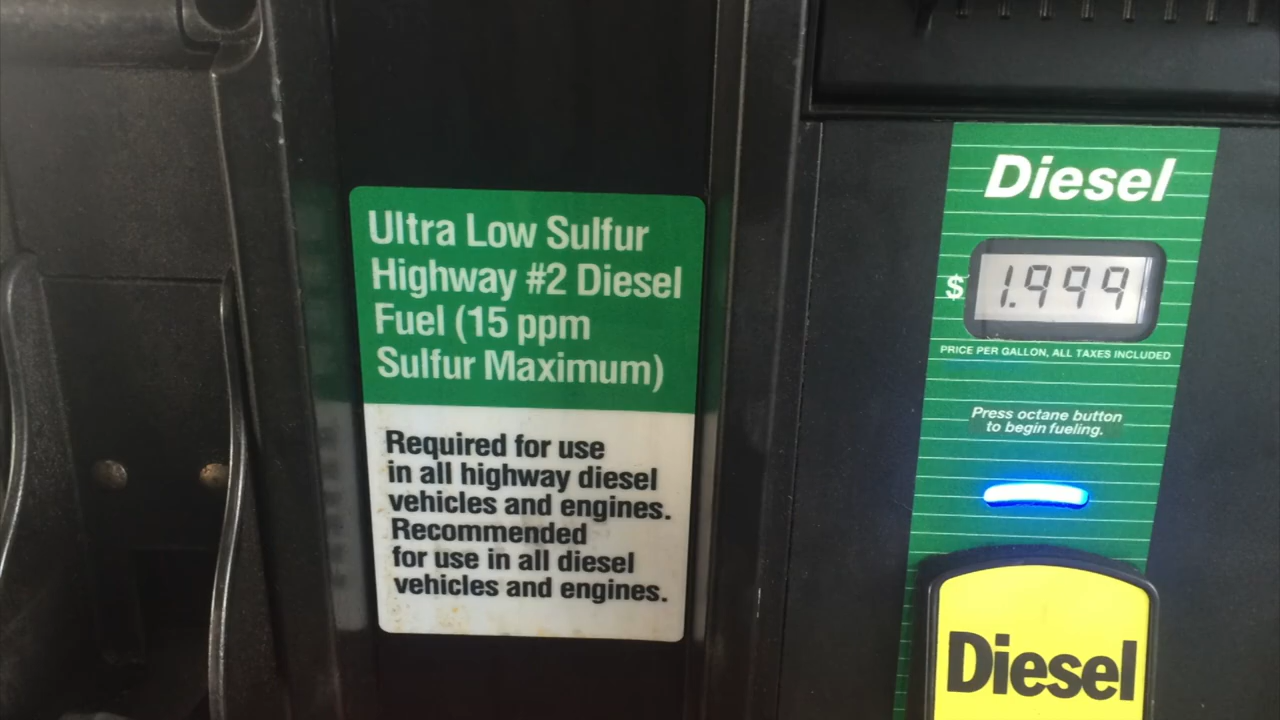 Ultra Low Sulfur
Highway #2 Diesel
Fuel (15 ppm
Sulfur Maximum)
Required for use
in all highway diesel
vehicles and engines.
Recommended
for use in all diesel
vehicles and engines.
Diesel
$ 1.999
PRICE PER GALLON, ALL TAXES INCLUDED
Press octane button
to begin fueling.
Diesel